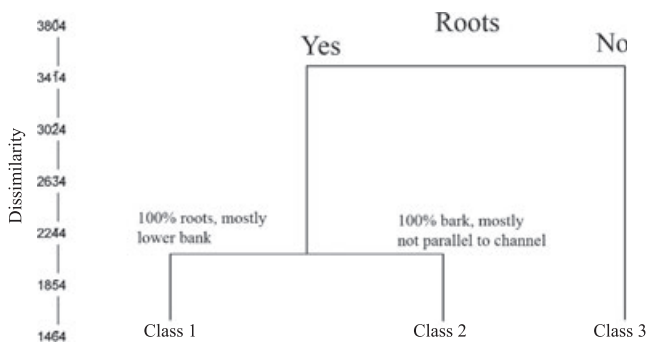 Roots
Yes
No
3804
3414
3024
2634
2244
1854
1464
Dissimilarity
100% roots, mostly
lower bank
100% bark, mostly
not parallel to channel
Class 1
Class 2
Class 3